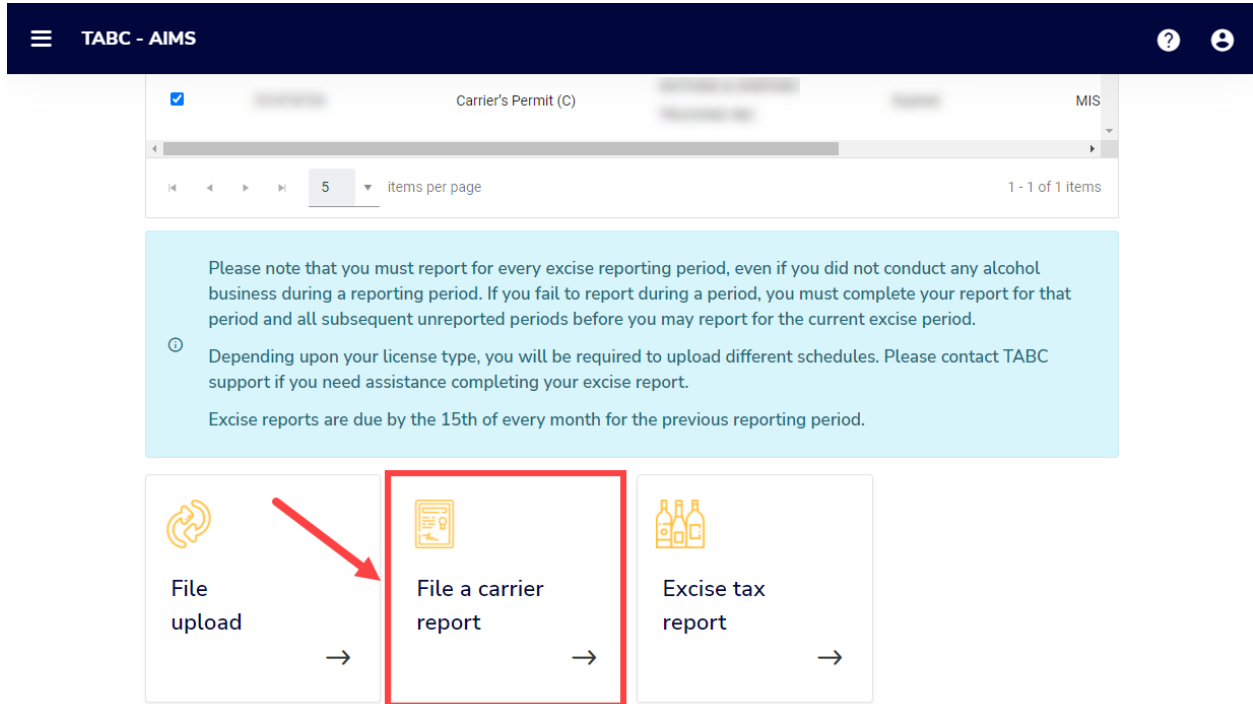 TABC - AIMS
Carrier's Permit (C)
MIS
5 items per page
1 - 1 of 1 items
Please note that you must report for every excise reporting period, even if you did not conduct any alcohol
business during a reporting period. If you fail to report during a period, you must complete your report for that
period and all subsequent unreported periods before you may report for the current excise period.
Depending upon your license type, you will be required to upload different schedules. Please contact TABC
support if you need assistance completing your excise report.
Excise reports are due by the 15th of every month for the previous reporting period.
File
upload
File a carrier
report
Excise tax
report